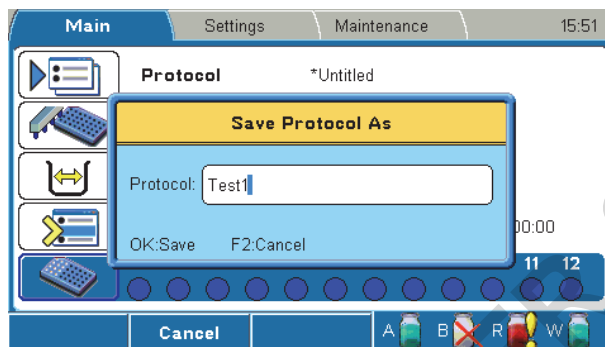 Main Settings Maintenance 15:51
Protocol *Untitled
Save Protocol As
Protocol: Test1
00:00
OK:Save F2:Cancel
11 12
Cancel A B R W